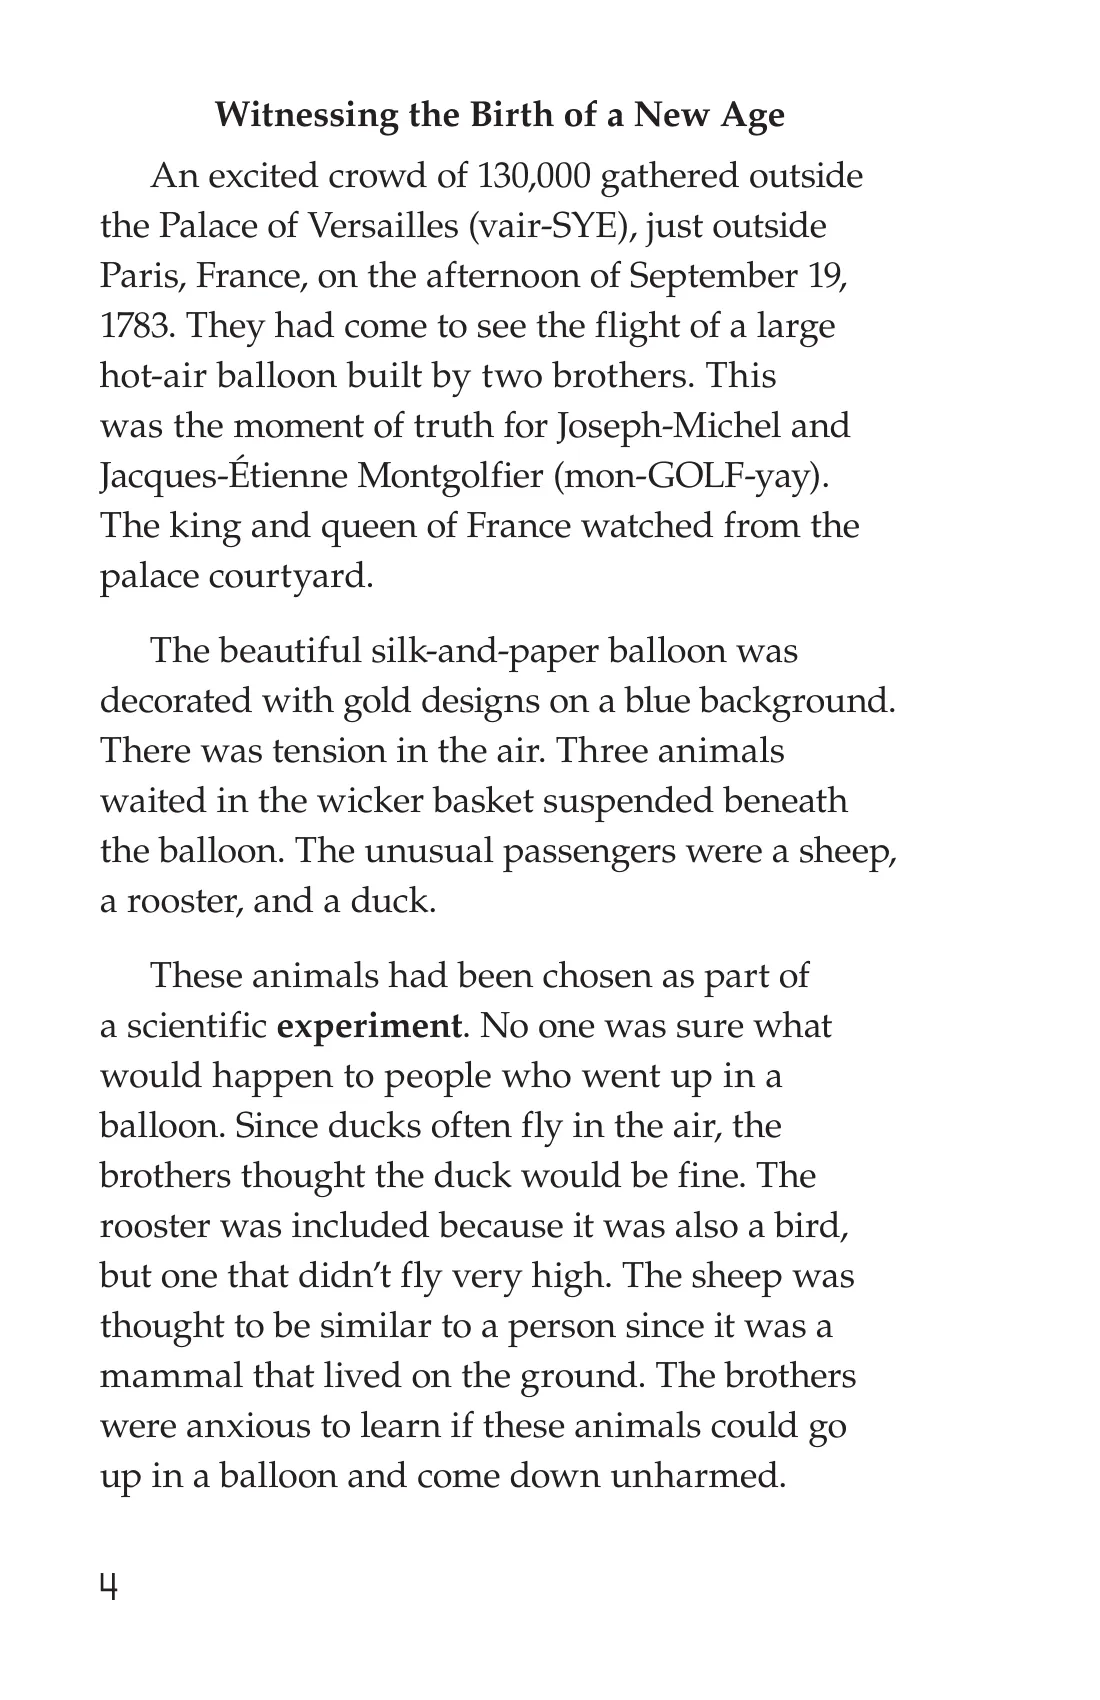 Witnessing the Birth of a New Age
An excited crowd of 130,000 gathered outside
the Palace of Versailles (vair-SYE), just outside
Paris, France, on the afternoon of September 19,
1783. They had come to see the flight of a large
hot-air balloon built by two brothers. This
was the moment of truth for Joseph-Michel and
Jacques-Étienne Montgolfier (mon-GOLF-yay).
The king and queen of France watched from the
palace courtyard.
The beautiful silk-and-paper balloon was
decorated with gold designs on a blue background.
There was tension in the air. Three animals
waited in the wicker basket suspended beneath
the balloon. The unusual passengers were a sheep,
a rooster, and a duck.
These animals had been chosen as part of
a scientific experiment. No one was sure what
would happen to people who went up in a
balloon. Since ducks often fly in the air, the
brothers thought the duck would be fine. The
rooster was included because it was also a bird,
but one that didn’t fly very high. The sheep was
thought to be similar to a person since it was a
mammal that lived on the ground. The brothers
were anxious to learn if these animals could go
up in a balloon and come down unharmed.
4